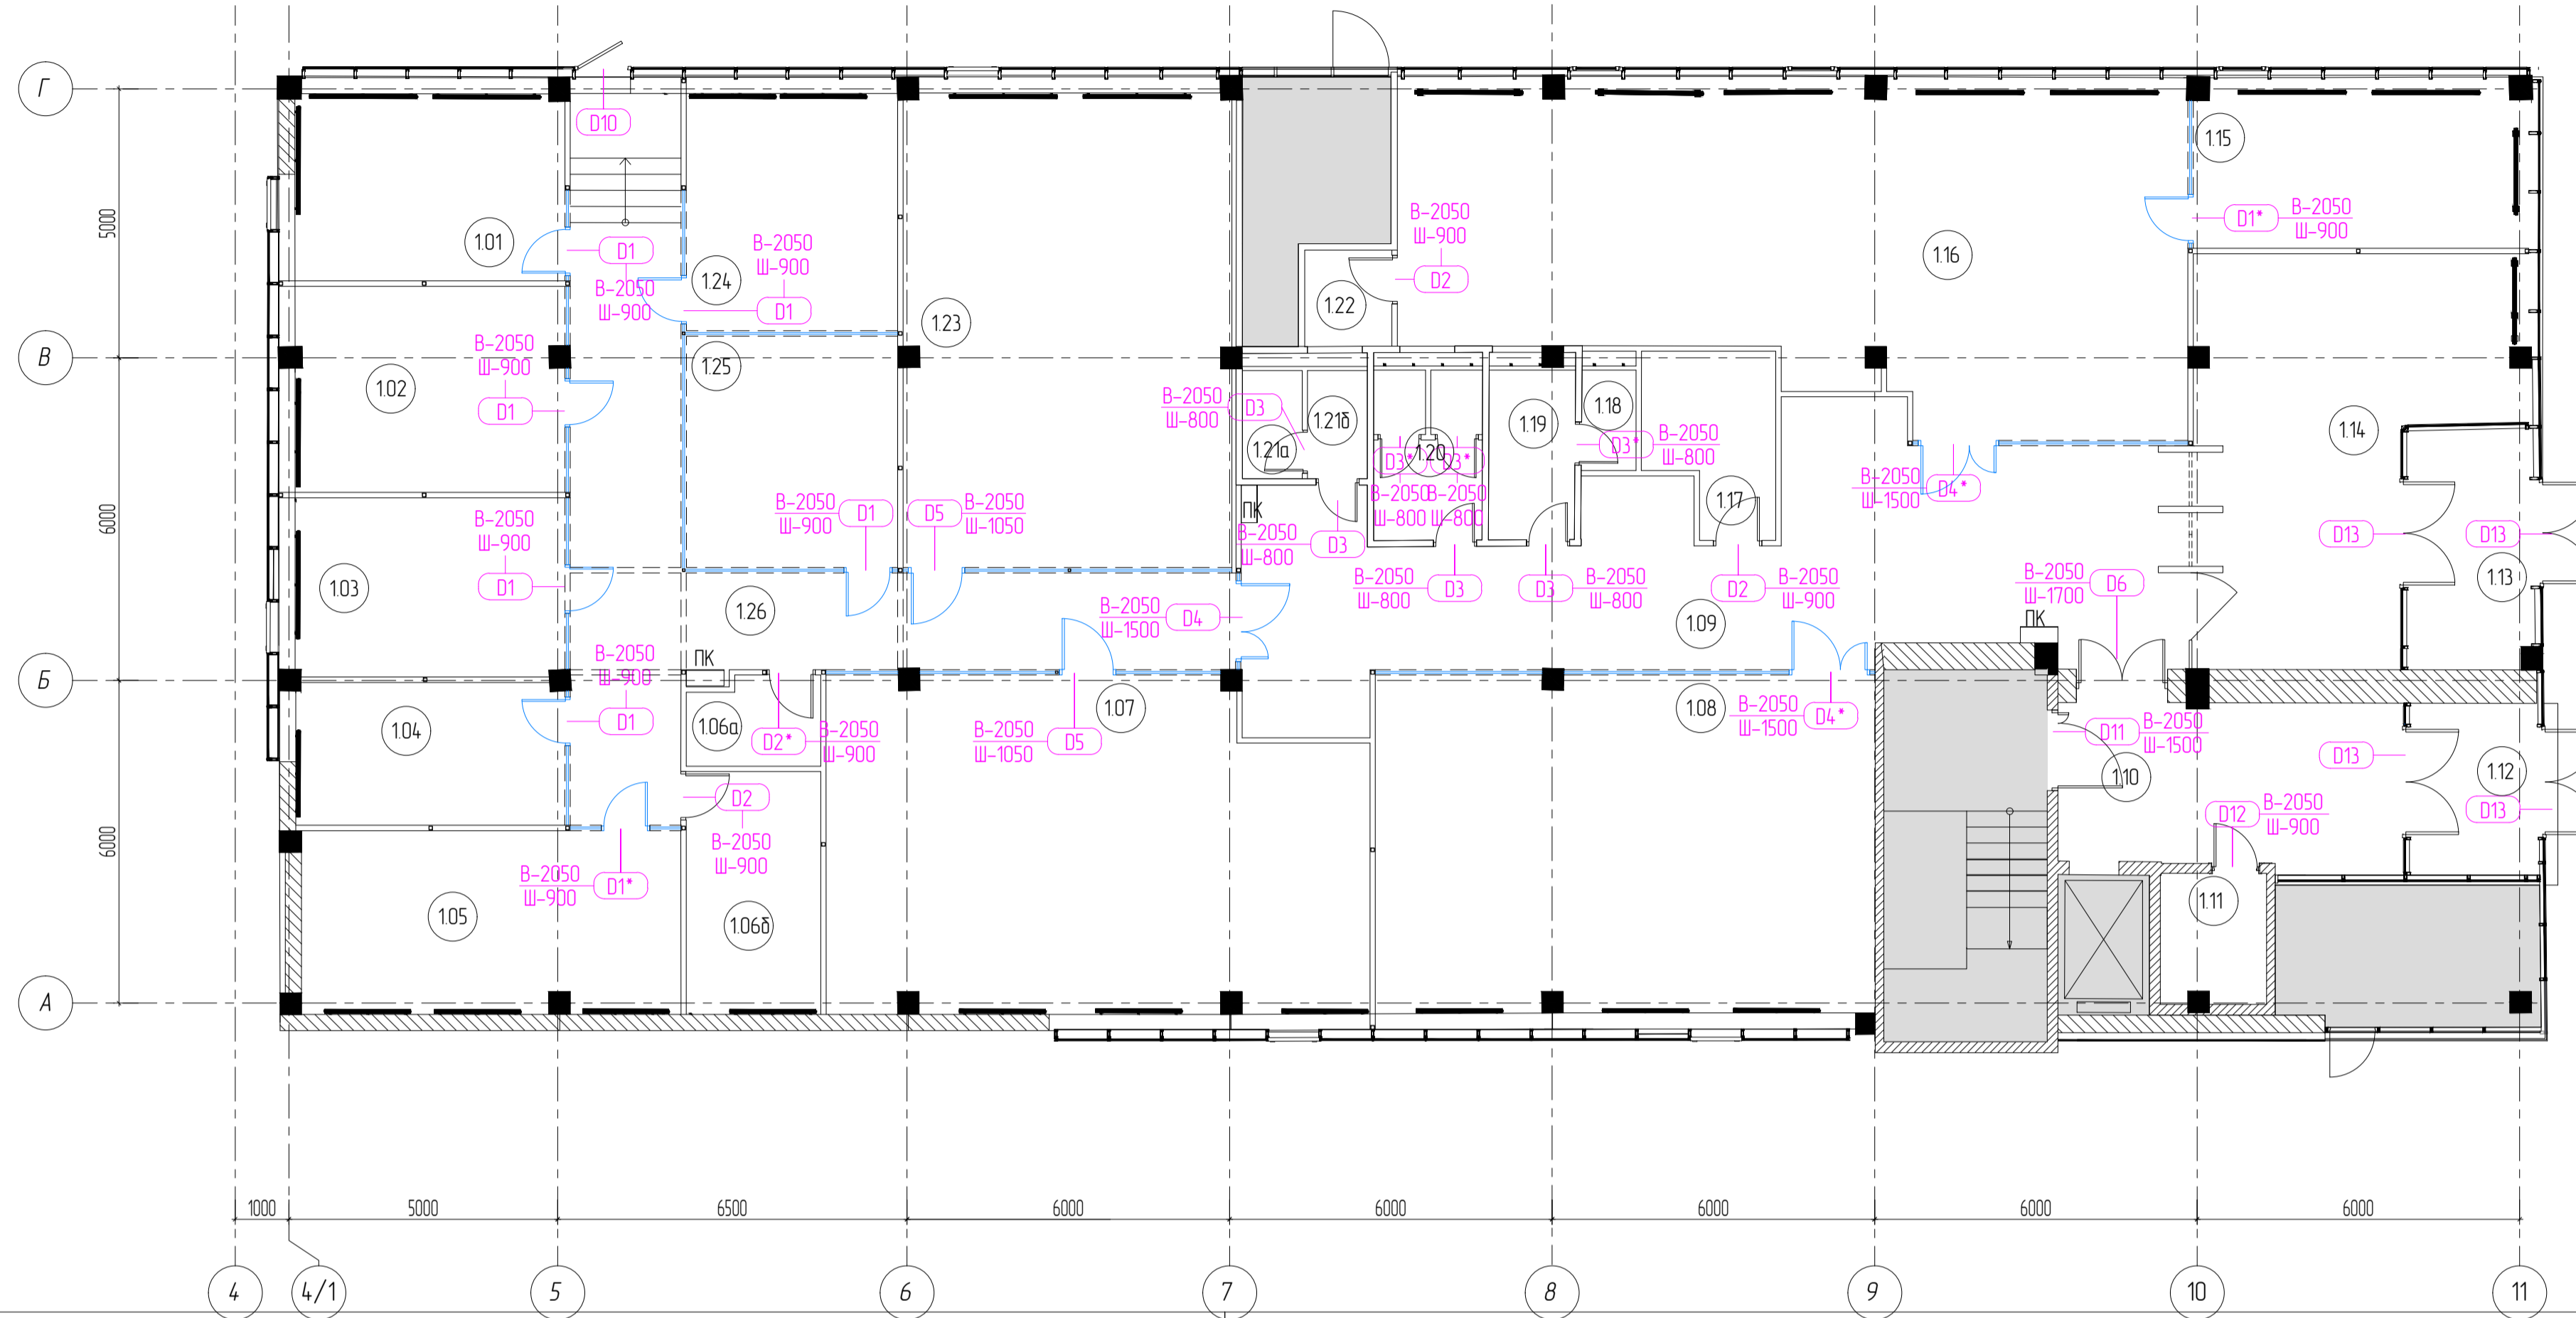 Г
D10
1.15
5000
1.01
D1
В-2050
Ш-900
1.24
В-2050
Ш-900
D1
В-2050
Ш-900
D2
1.16
D1*
В-2050
Ш-900
1.22
1.23
В
В-2050
Ш-900
D1
1.02
1.25
В-2050
Ш-800
D3
1.21а
1.21б
D3*
1.20
D3*
В-2050
Ш-800
В-2050
Ш-800
1.19
1.18
D3*
В-2050
Ш-800
1.17
1.14
В-2050
Ш-1500
D4*
6000
В-2050
Ш-900
D1
1.03
В-2050
Ш-900
D1
D5
В-2050
Ш-1050
ПК
В-2050
Ш-800
D3
D13
D13
1.13
1.26
В-2050
Ш-1500
D4
В-2050
Ш-800
D3
D3
В-2050
Ш-800
D2
В-2050
Ш-900
1.09
В-2050
Ш-1700
D6
ПК
Б
В-2050
Ш-900
D1
ПК
1.04
1.06а
D2*
В-2050
Ш-900
В-2050
Ш-1050
D5
1.07
1.08
В-2050
Ш-1500
D4*
D11
В-2050
Ш-1500
1.10
D13
1.12
D13
6000
D2
В-2050
Ш-900
В-2050
Ш-900
D1*
D12
В-2050
Ш-900
1.05
1.06б
1.11
А
1000
5000
6500
6000
6000
6000
6000
6000
4
4/1
5
6
7
8
9
10
11